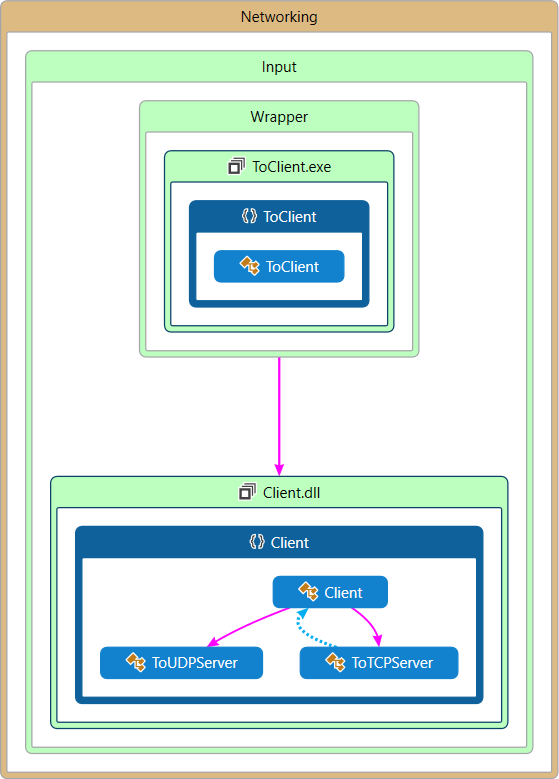 Networking
Input
Wrapper
ToClient.exe
ToClient
ToClient
Client.dll
Client
Client
ToUDPServer
ToTCPServer